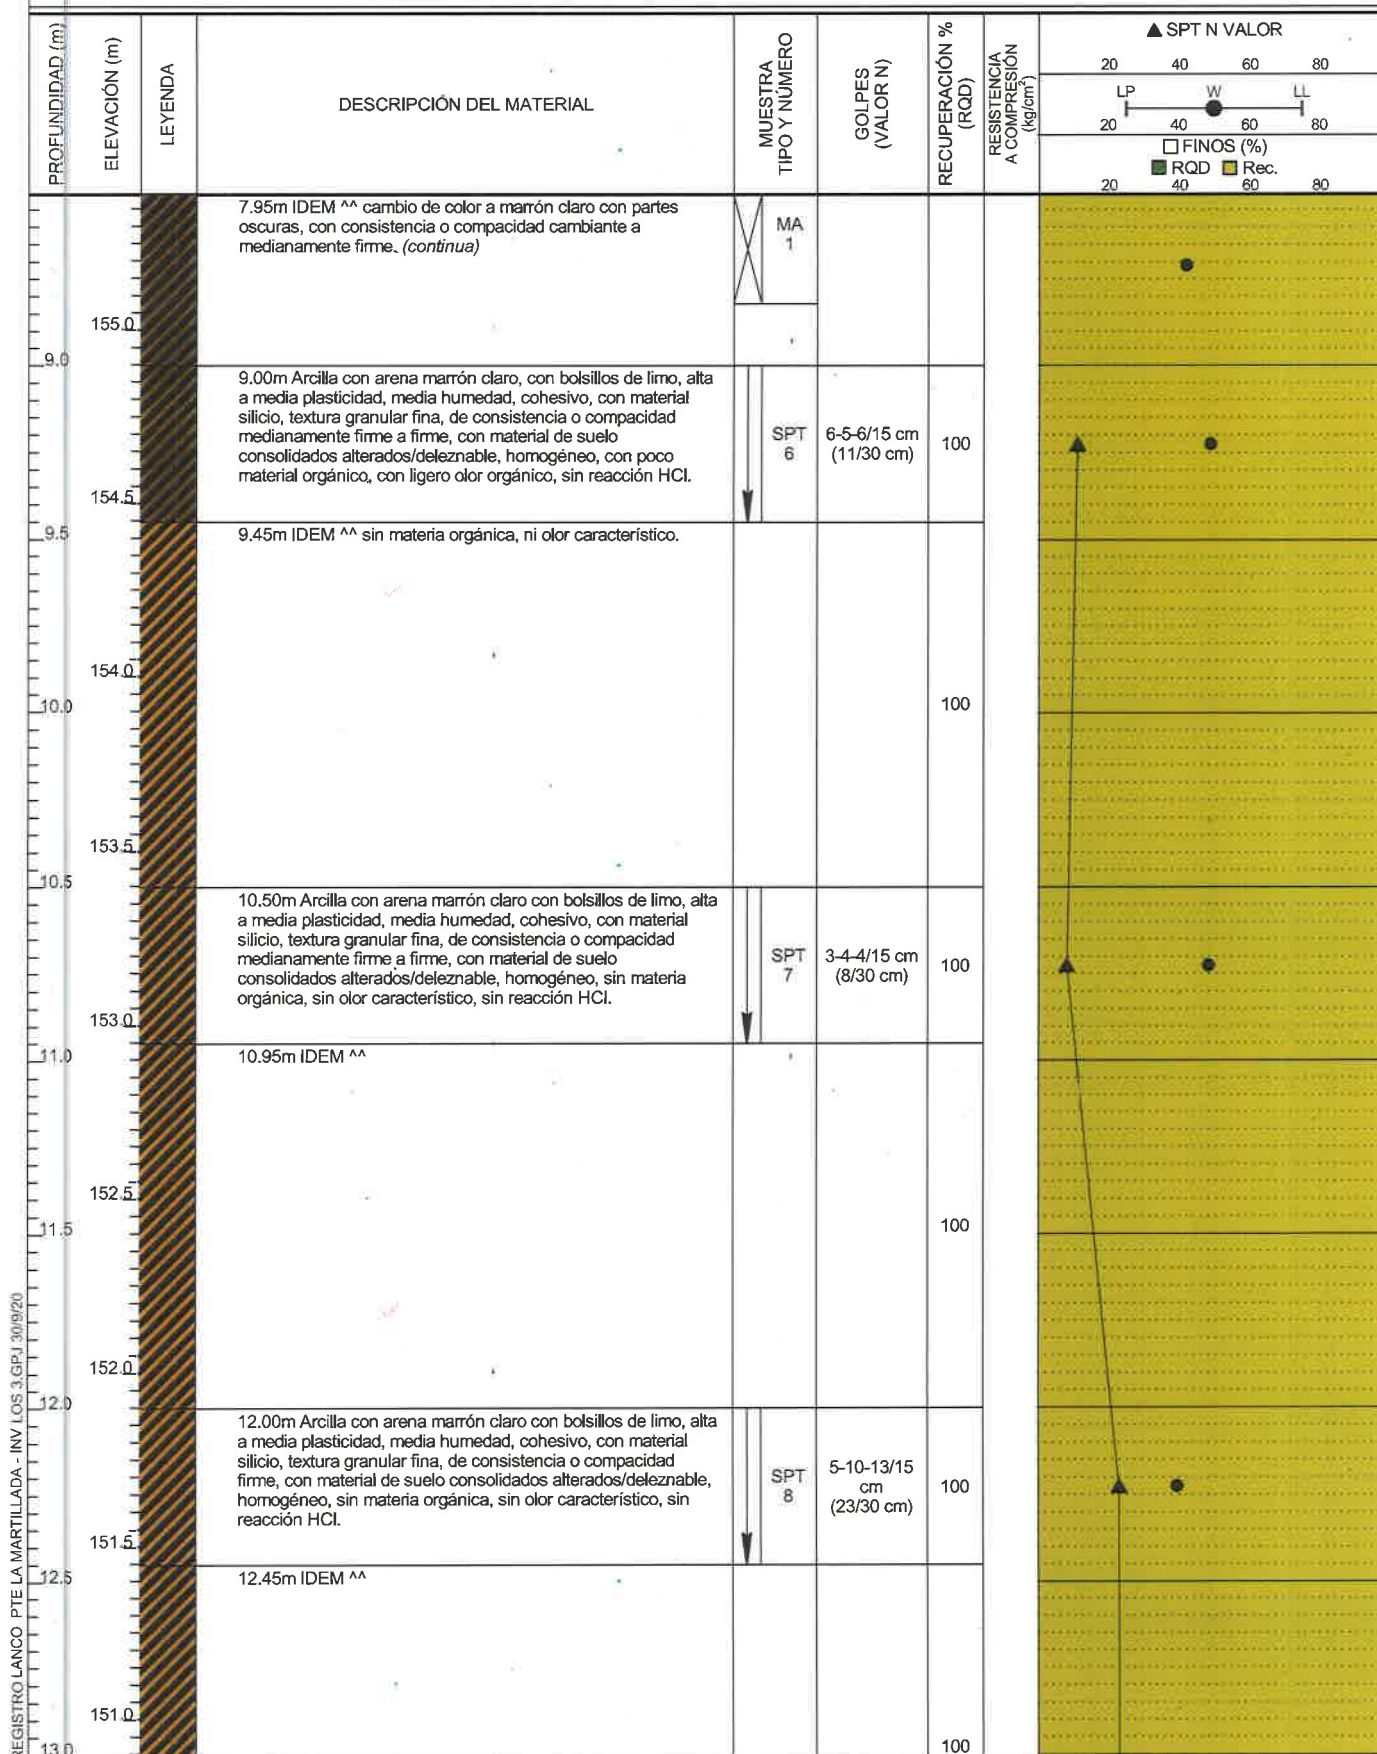 PROFUNDIDAD (m)
ELEVACIÓN (m)
LEYENDA
DESCRIPCIÓN DEL MATERIAL
MUESTRA
TIPO Y NÚMERO
GOLPES
(VALOR N)
RECUPERACIÓN %
(RQD)
RESISTENCIA
A COMPRESIÓN
(kg/cm²)
▲ SPT N VALOR
20 40 60 80
LP W LL
20 40 60 80
□ FINOS (%)
■ RQD ■ Rec.
20 40 60 80
7.95m IDEM ^^ cambio de color a marrón claro con partes
oscuras, con consistencia o compacidad cambiante a
medianamente firme. (continua)
MA
1
155.0
9.0
9.00m Arcilla con arena marrón claro, con bolsillos de limo, alta
a media plasticidad, media humedad, cohesivo, con material
silicio, textura granular fina, de consistencia o compacidad
medianamente firme a firme, con material de suelo
consolidados alterados/deleznable, homogéneo, con poco
material orgánico, con ligero olor orgánico, sin reacción HCl.
SPT
6
6-5-6/15 cm
(11/30 cm)
100
154.5
9.5
9.45m IDEM ^^ sin materia orgánica, ni olor característico.
154.0
10.0
100
153.5
10.5
10.50m Arcilla con arena marrón claro con bolsillos de limo, alta
a media plasticidad, media humedad, cohesivo, con material
silicio, textura granular fina, de consistencia o compacidad
medianamente firme a firme, con material de suelo
consolidados alterados/deleznable, homogéneo, sin materia
orgánica, sin olor característico, sin reacción HCl.
SPT
7
3-4-4/15 cm
(8/30 cm)
100
153.0
11.0
10.95m IDEM ^^
152.5
11.5
100
152.0
12.0
12.00m Arcilla con arena marrón claro con bolsillos de limo, alta
a media plasticidad, media humedad, cohesivo, con material
silicio, textura granular fina, de consistencia o compacidad
firme, con material de suelo consolidados alterados/deleznable,
homogéneo, sin materia orgánica, sin olor característico, sin
reacción HCl.
SPT
8
5-10-13/15
cm
(23/30 cm)
100
151.5
12.5
12.45m IDEM ^^
151.0
13.0
100
REGISTRO LANCO PTE LA MARTILLADA - INV LOS 3.GPJ 30/9/20